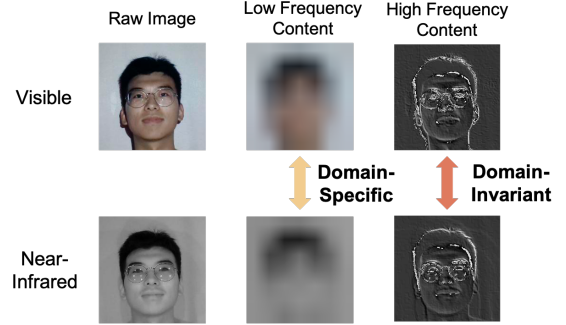 Raw Image
Low Frequency
Content
High Frequency
Content
Visible
Domain-
Specific
Domain-
Invariant
Near-
Infrared